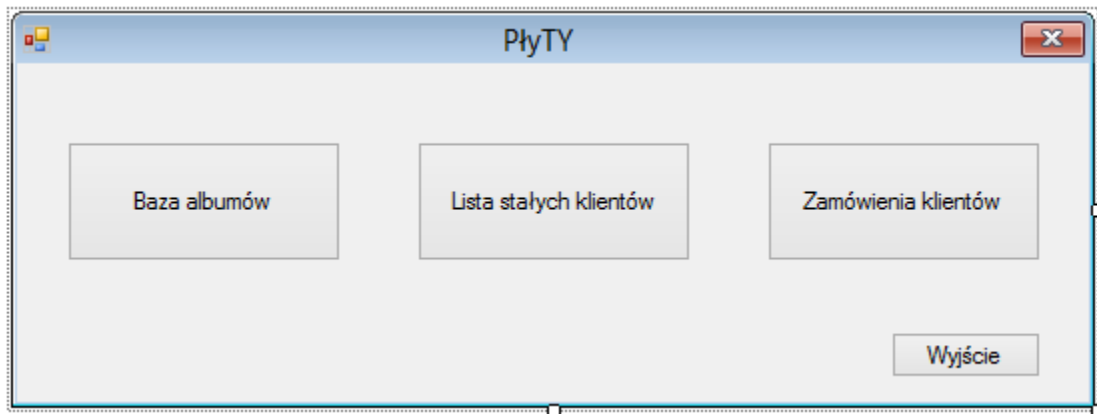 PłyTY
Baza albumów
Lista stałych klientów
Zamówienia klientów
Wyjście